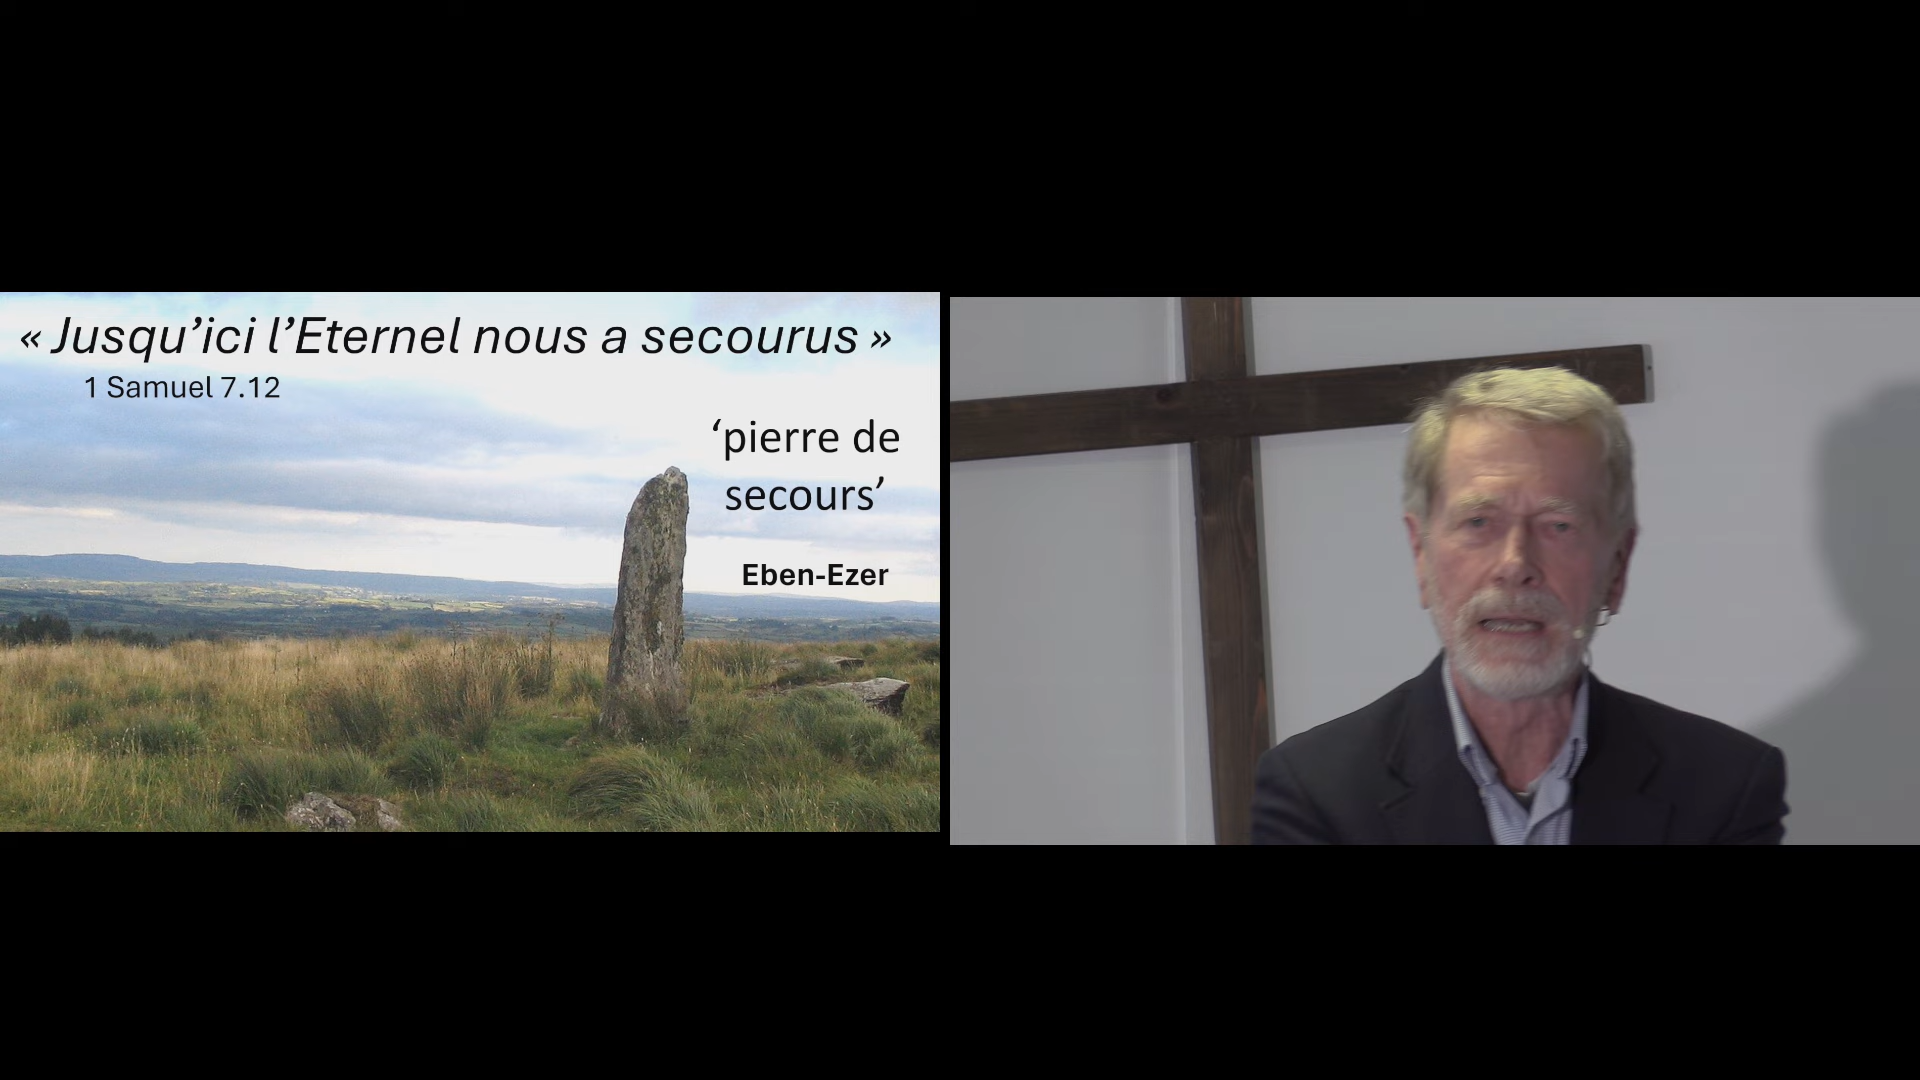 « Jusqu’ici l’Eternel nous a secourus »
1 Samuel 7.12
‘pierre de
secours’
Eben-Ezer